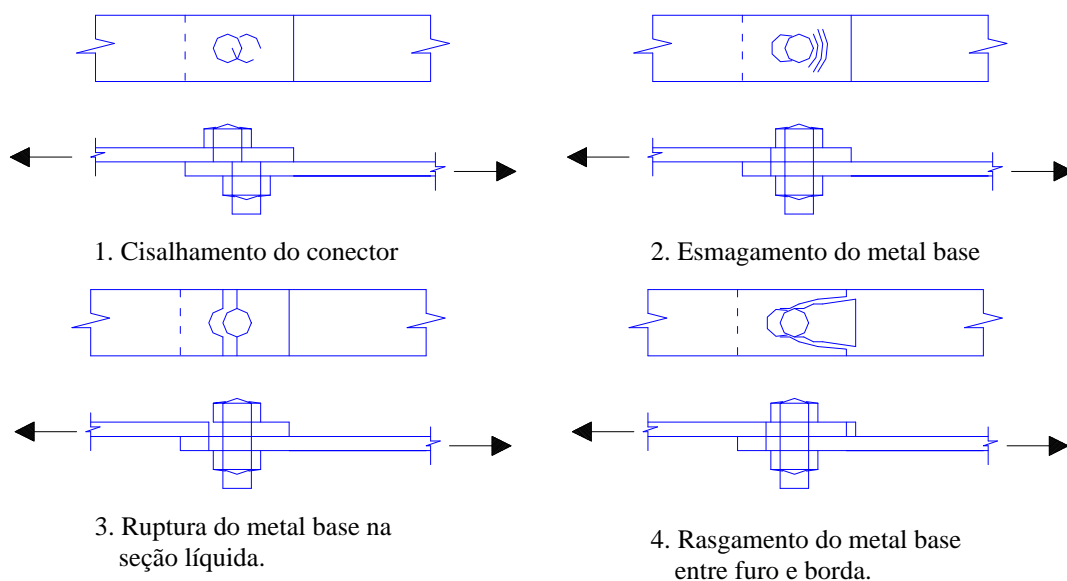 1. Cisalhamento do conector
2. Esmagamento do metal base
3. Ruptura do metal base na
seção líquida.
4. Rasgamento do metal base
entre furo e borda.